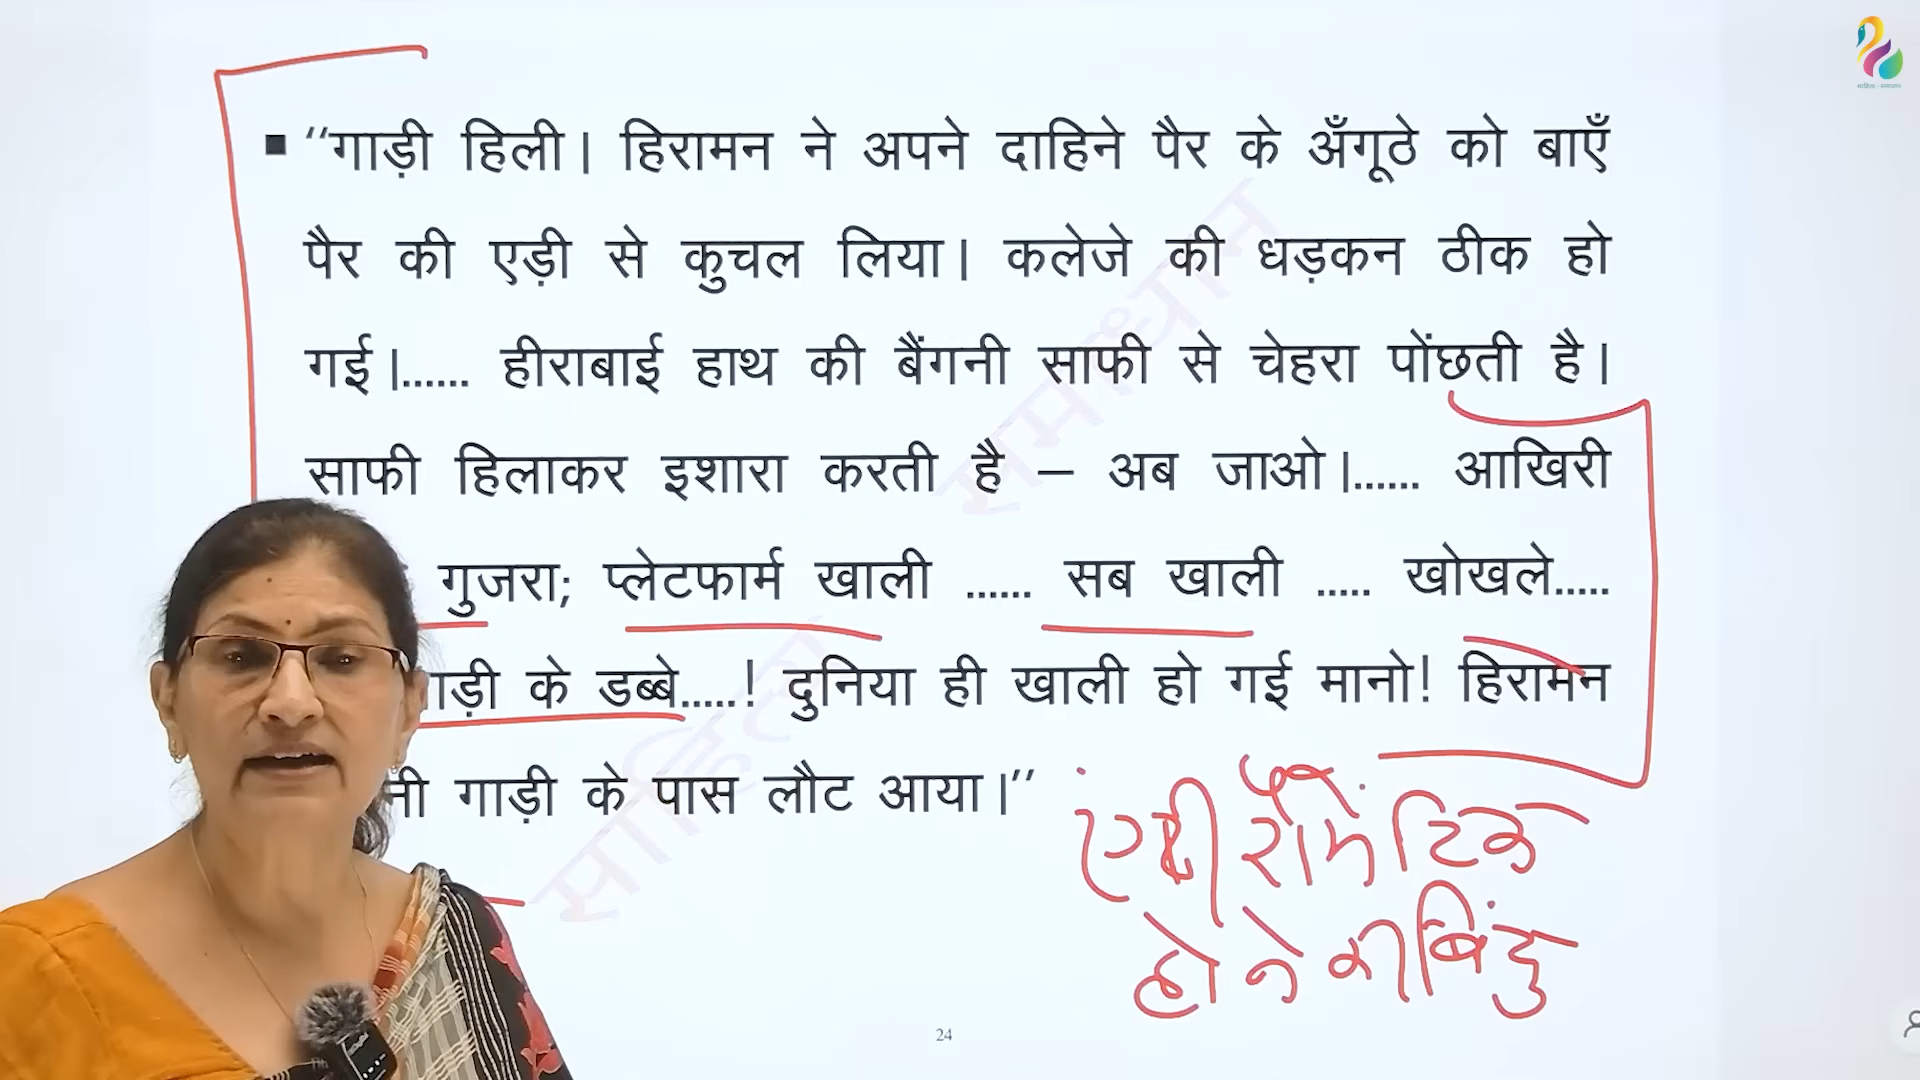 ■ ‘‘गाड़ी हिली। हिरामन ने अपने दाहिने पैर के अँगूठे को बाएँ
पैर की एड़ी से कुचल लिया। कलेजे की धड़कन ठीक हो
गई।...... हीराबाई हाथ की बैंगनी साफी से चेहरा पोंछती है।
साफी हिलाकर इशारा करती है – अब जाओ।...... आखिरी
गुजरा; प्लेटफार्म खाली ...... सब खाली ..... खोखले.....
के डब्बे.....! दुनिया ही खाली हो गई मानो! हिरामन
गाड़ी के पास लौट आया।’’
रोमांटिक
होने का बिंदु
साहित्य समाधान
24